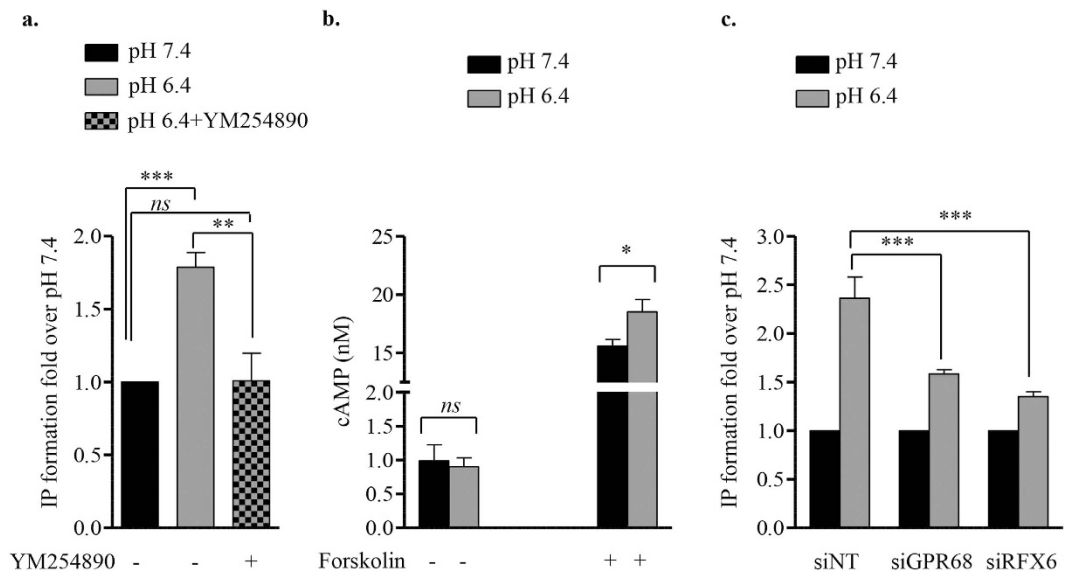 a.
pH 7.4
pH 6.4
pH 6.4+YM254890
***
ns
**
IP formation fold over pH 7.4
2.0
1.5
1.0
0.5
0.0
YM254890 - - +
b.
pH 7.4
pH 6.4
cAMP (nM)
25
20
15
2.0
1.5
1.0
0.5
0.0
ns
*
Forskolin - - + +
c.
pH 7.4
pH 6.4
***
***
IP formation fold over pH 7.4
3.0
2.5
2.0
1.5
1.0
0.5
0.0
siNT siGPR68 siRFX6